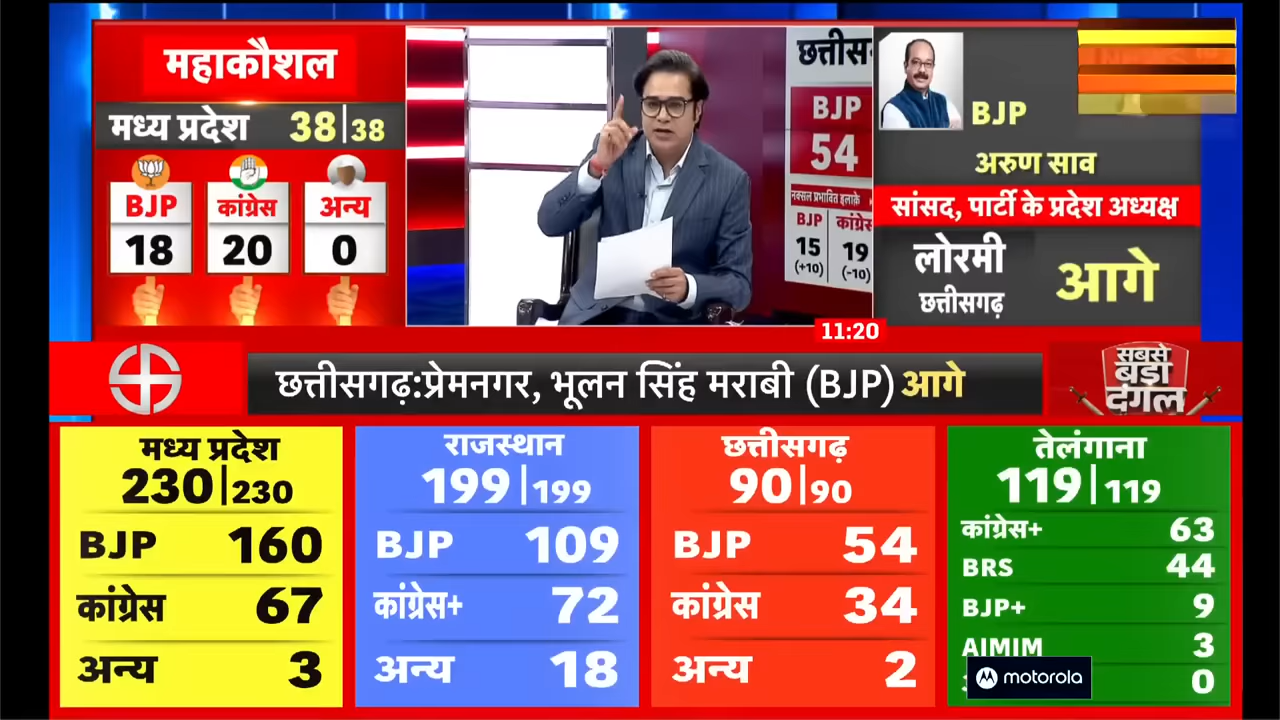 महाकौशल
मध्य प्रदेश 38|38
BJP कांग्रेस अन्य
18 20 0
BJP
54
नक्सल प्रभावित इलाक़े
BJP
15 19
(+10) (-10)
BJP
अरुण साव
सांसद, पार्टी के प्रदेश अध्यक्ष
लोरमी आगे
छत्तीसगढ़
11:20
छत्तीसगढ़:प्रेमनगर, भूलन सिंह मराबी (BJP) आगे
सबसे
बड़ा
दंगल
मध्य प्रदेश
230|230
BJP 160
कांग्रेस 67
अन्य 3
राजस्थान
199|199
BJP 109
कांग्रेस+ 72
अन्य 18
छत्तीसगढ़
90|90
BJP 54
कांग्रेस 34
अन्य 2
तेलंगाना
119|119
कांग्रेस+ 63
BRS 44
BJP+ 9
AIMIM 3
0
motorola